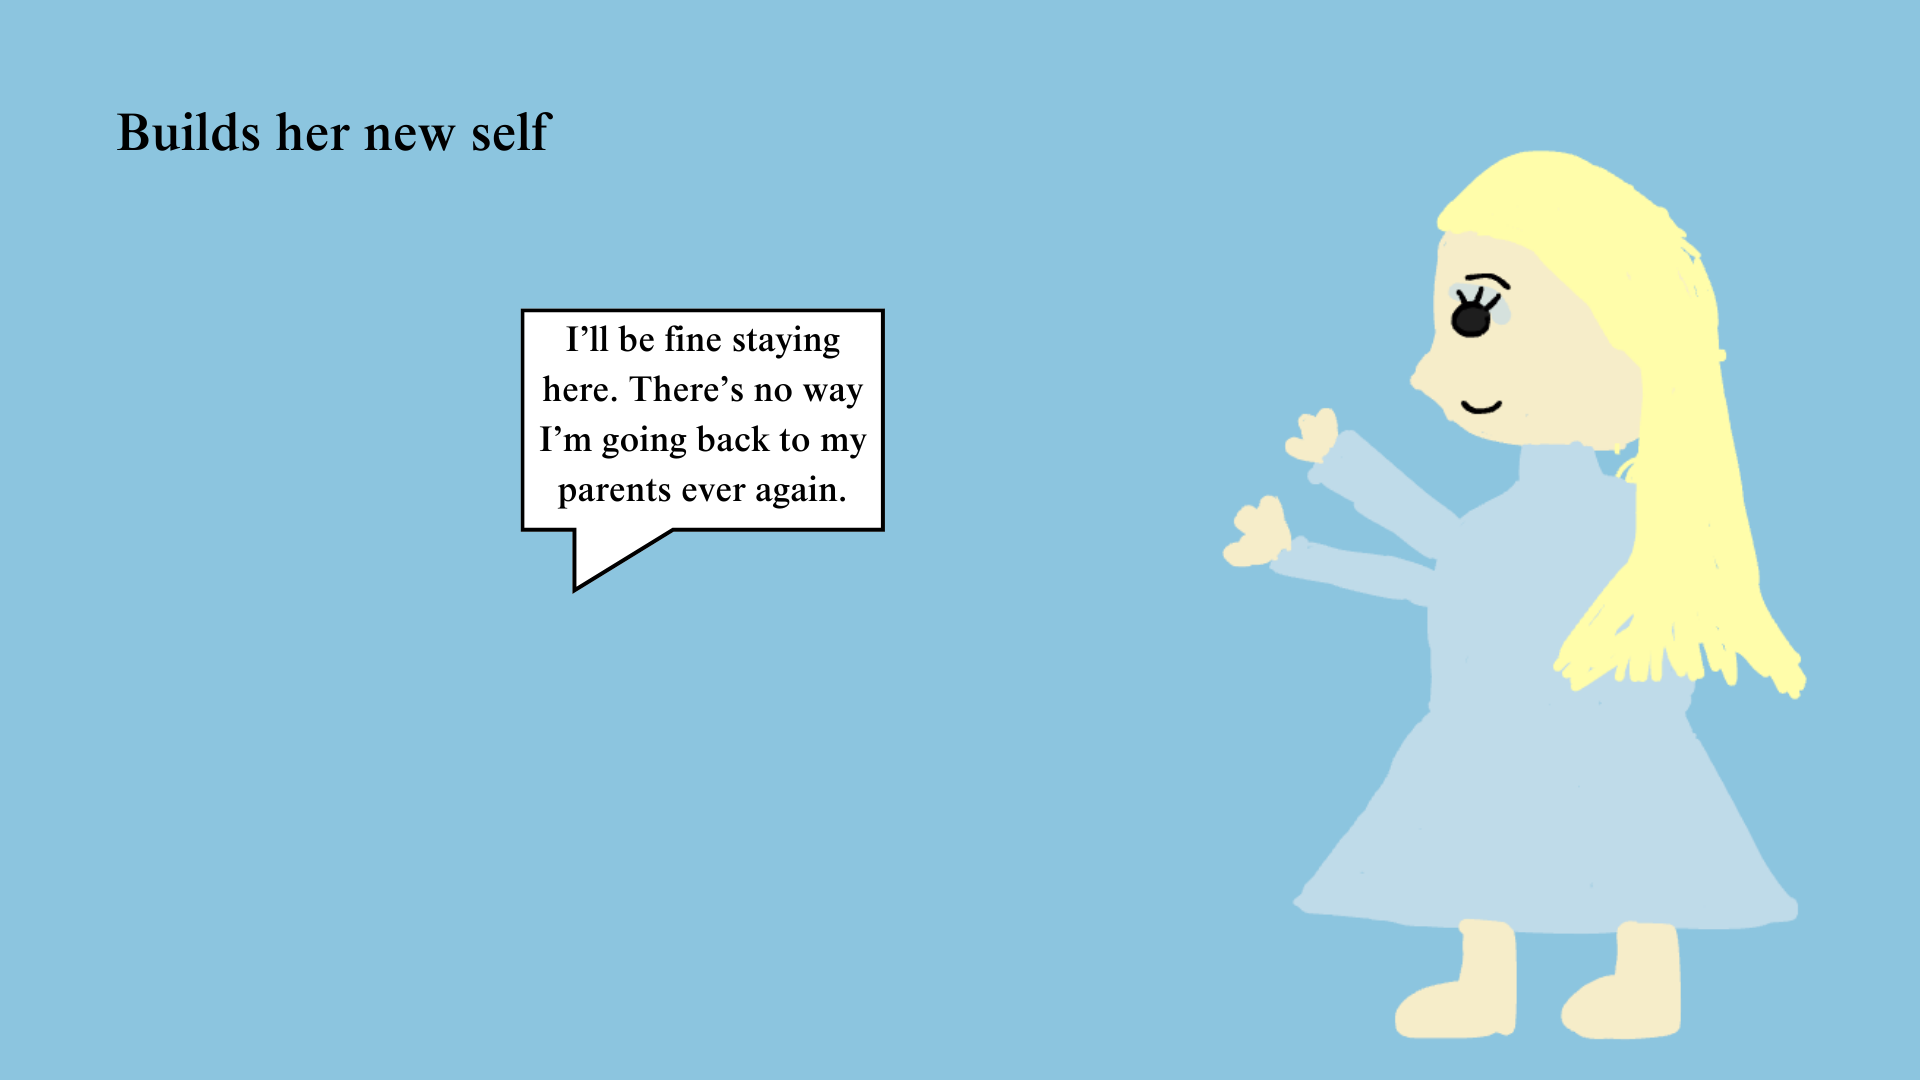 Builds her new self
I’ll be fine staying
here. There’s no way
I’m going back to my
parents ever again.